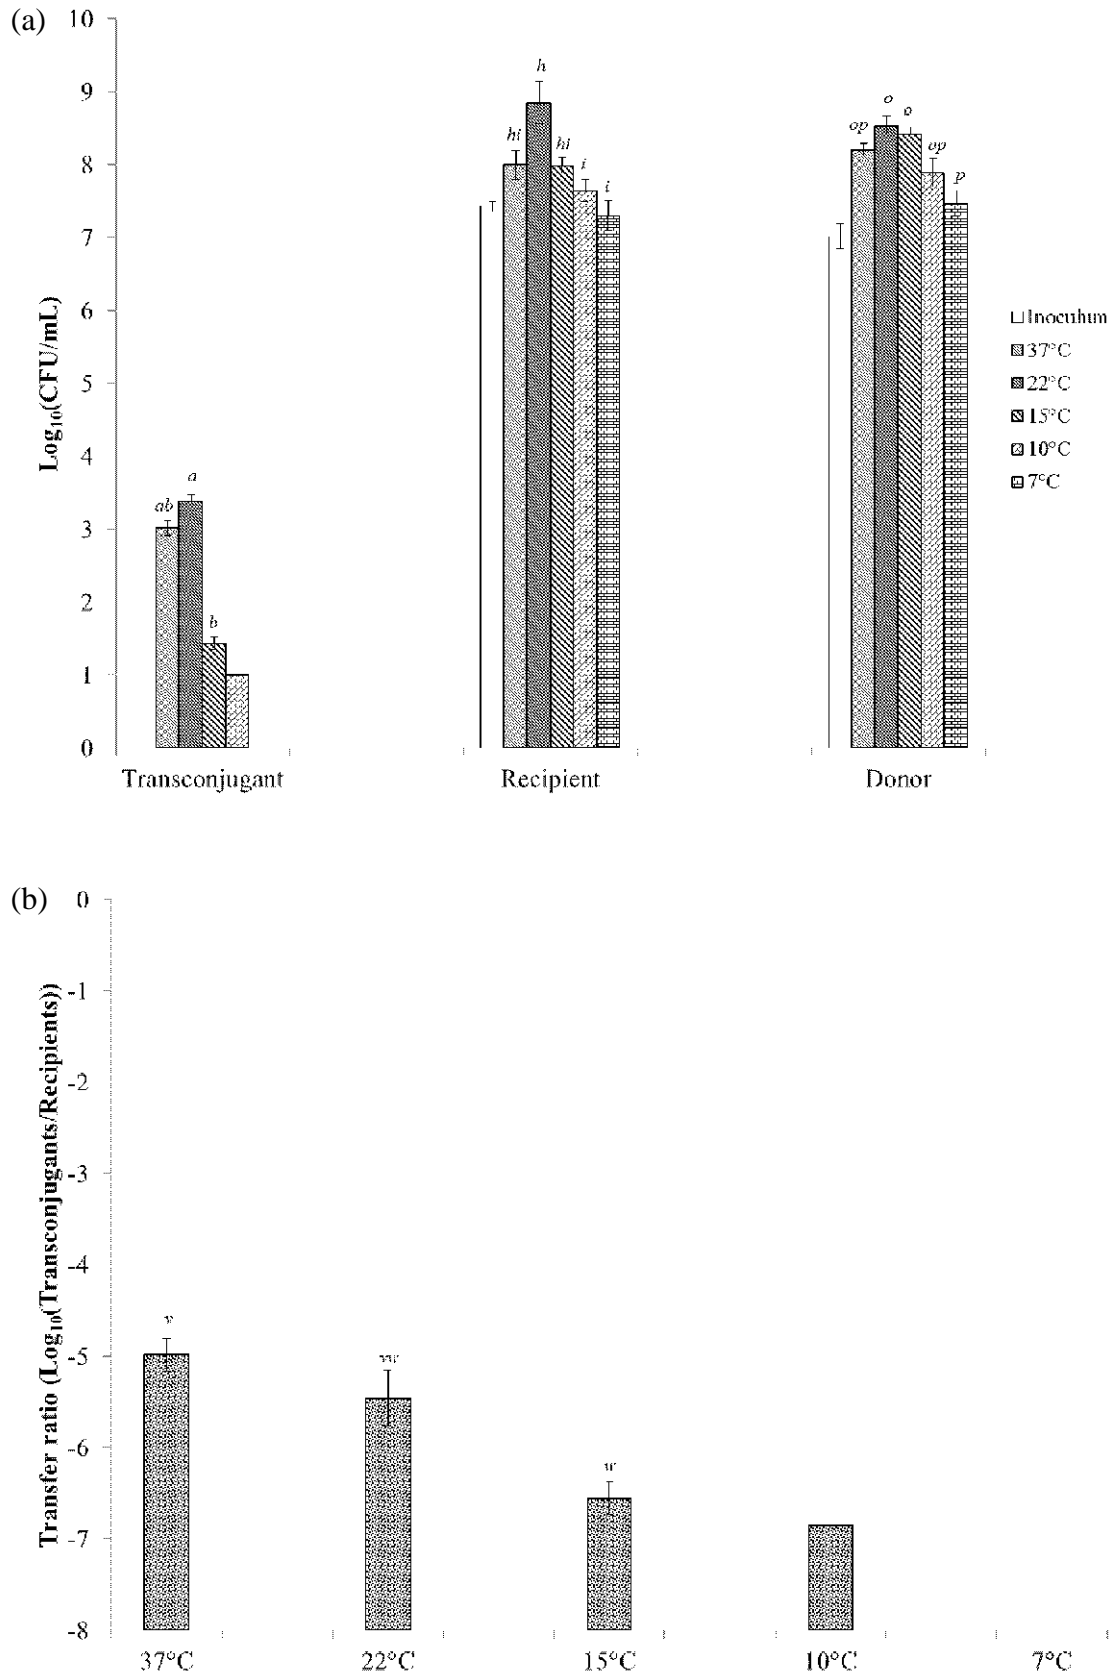 (a)
10
9
8
7
6
5
4
3
2
1
0
Log10(CFU/mL)
ab
a
b
hi
h
hi
i
i
op
o
o
op
p
Transconjugant Recipient Donor
Inoculum
37°C
22°C
15°C
10°C
7°C
(b)
0
-1
-2
-3
-4
-5
-6
-7
-8
Transfer ratio (Log10(Transconjugants/Recipients))
v
vw
w
37°C 22°C 15°C 10°C 7°C